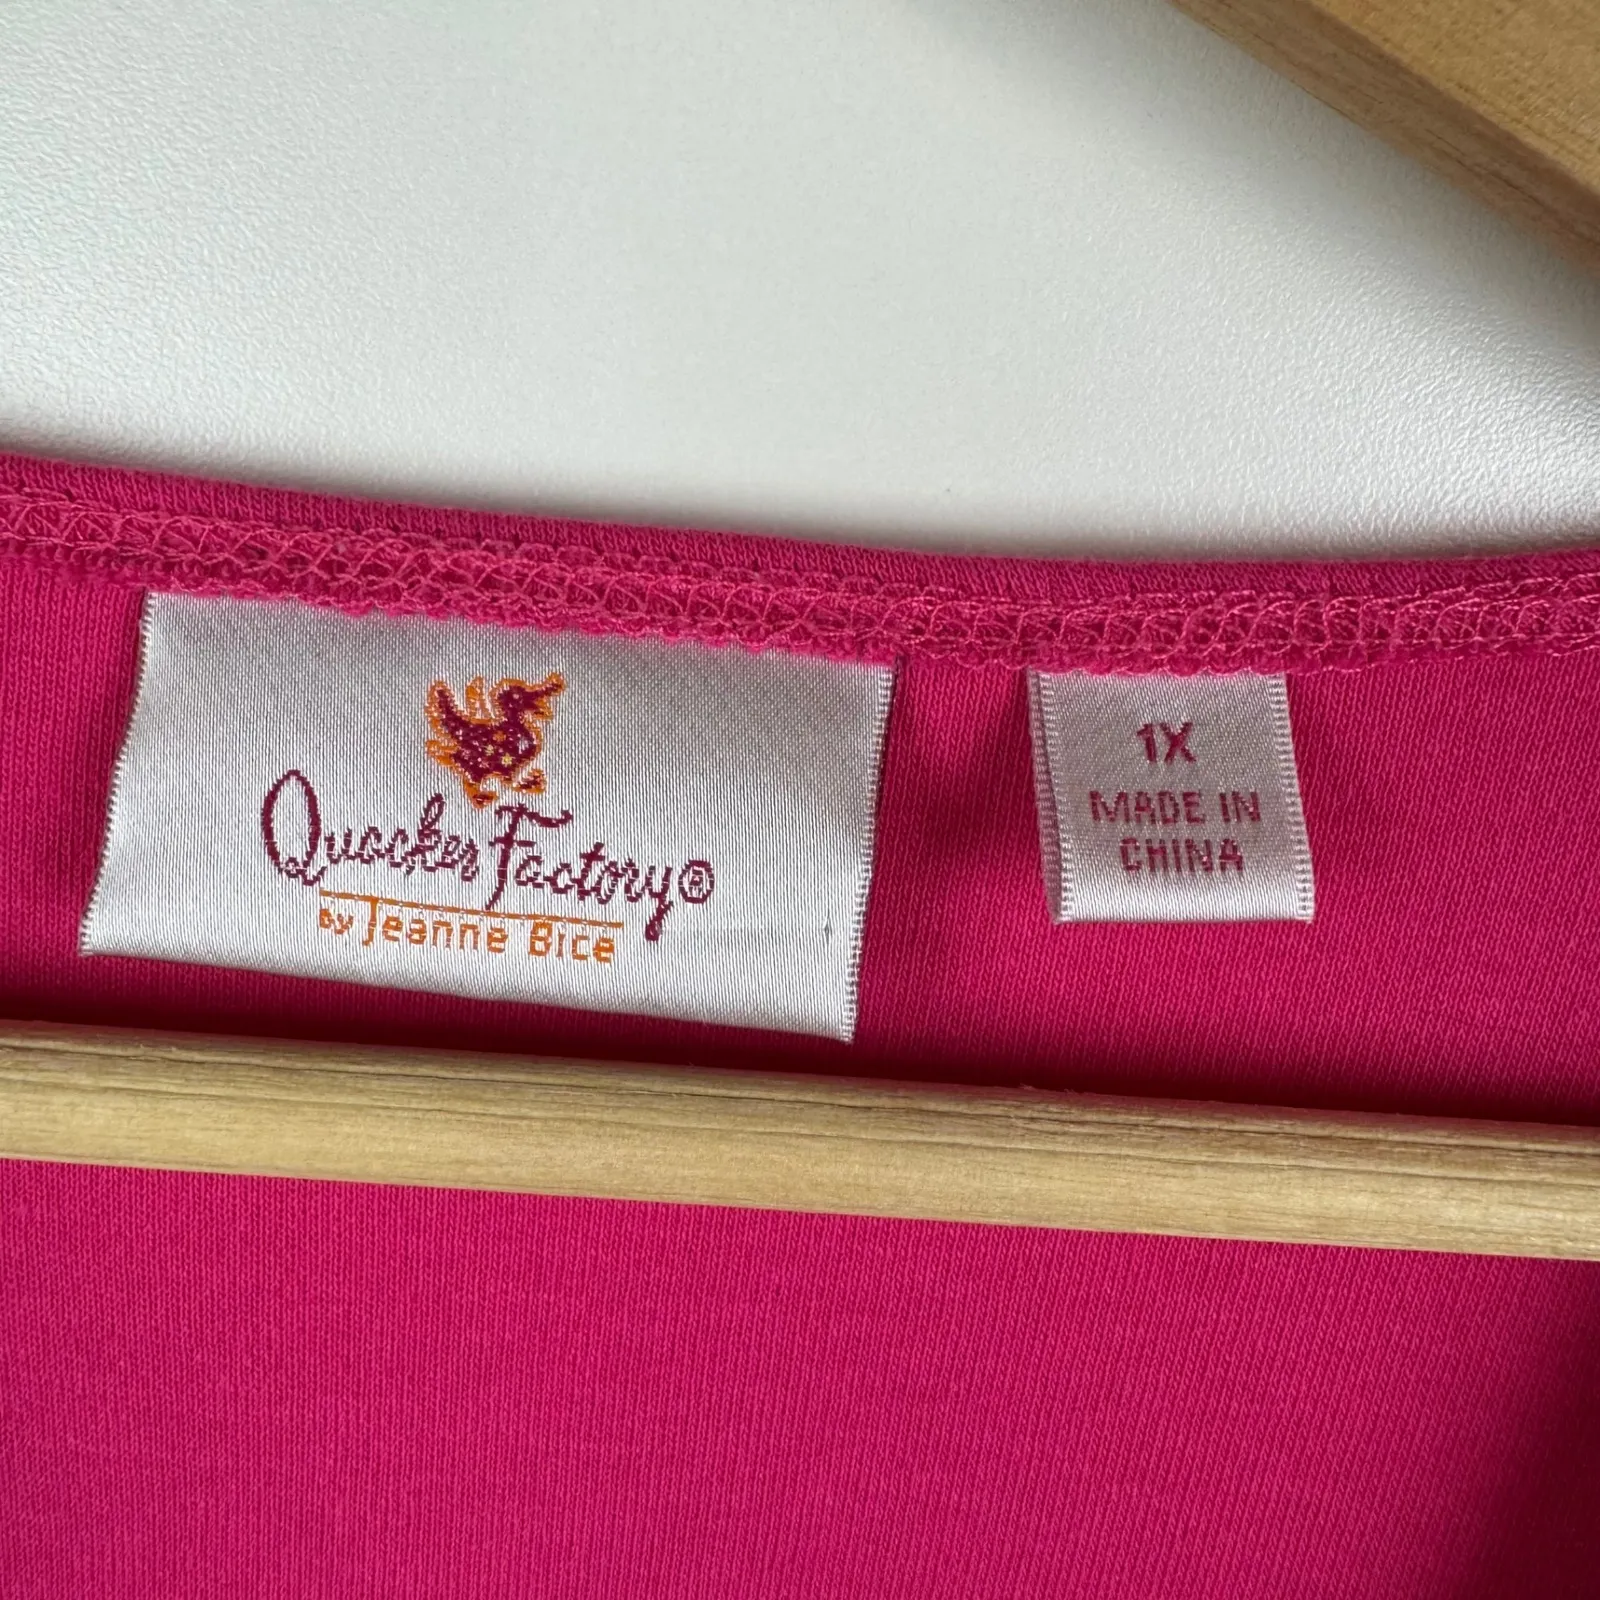 Quacker Factory®
By Jeanne Bice
1X
MADE IN
CHINA